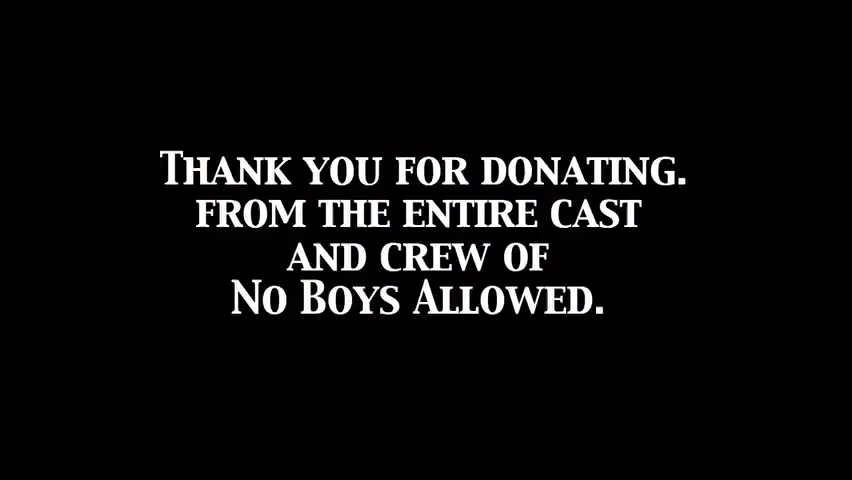 Thank you for donating.
from the entire cast
and crew of
No Boys Allowed.